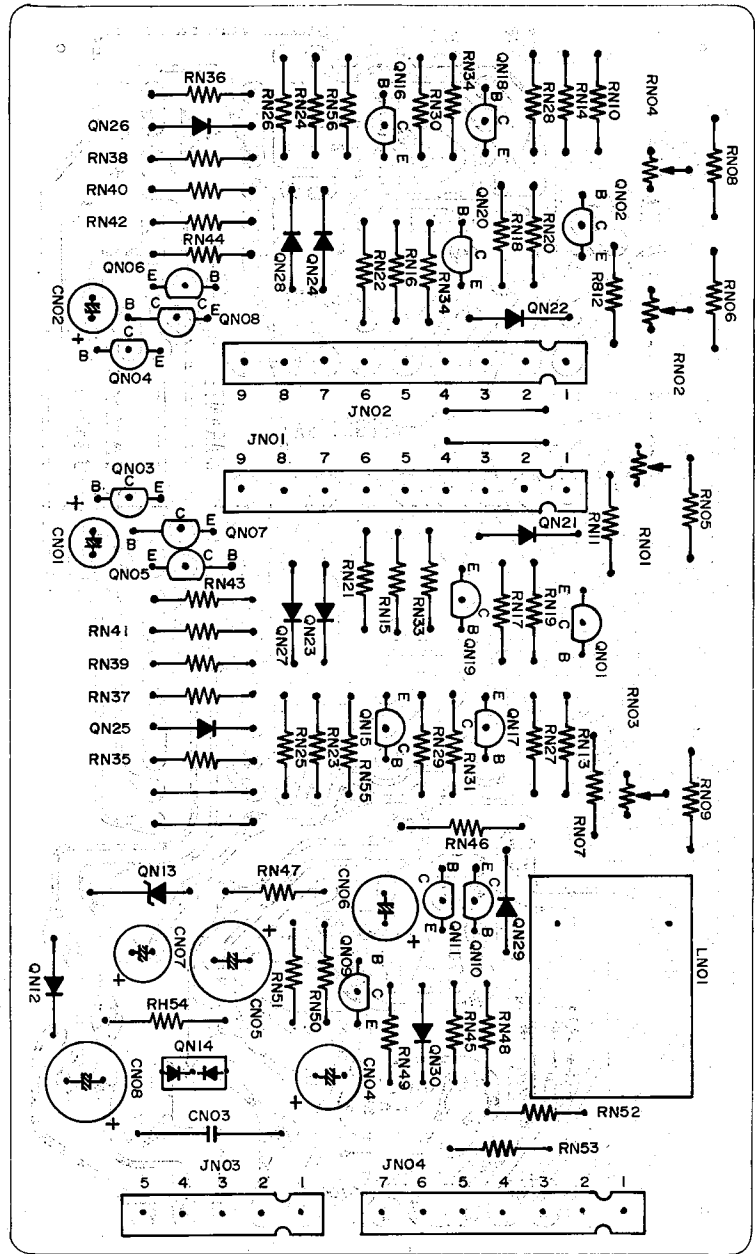 RN36
QN26
RN38
RN40
RN42
RN44
RN26
RN24
RN56
QN16
B
C
E
RN30
RN34
QN18
B
C
E
RN28
RN14
RN10
RN04
RN08
QN28
QN24
RN22
RN16
RN34
QN20
B
C
E
RN18
RN20
QN02
B
C
E
R812
RN06
RN02
QN22
QN06
E
B
CN02
+
B
C
C
E
QN08
B
C
E
QN04
9 8 7 6 5 4 3 2 1
JN02
JN01
9 8 7 6 5 4 3 2 1
QN03
B
C
E
+
CN01
B
E
QN07
E
C
B
QN05
RN43
RN41
RN39
RN37
QN25
RN35
QN27
QN23
RN21
RN15
RN33
QN21
E
C
B
QN19
RN17
RN19
E
C
B
QN01
RN11
RN01
RN05
RN03
RN25
RN23
RN55
QN15
E
C
B
RN29
RN31
E
C
B
QN17
RN27
RN13
RN07
RN09
RN46
QN13
RN47
CN06
+
B
C
E
QN11
E
C
B
QN10
QN29
LN01
QN12
CN07
+
CN05
+
RN51
RN50
QN09
B
C
E
RH54
QN14
CN08
+
CN04
+
RN49
QN30
RN45
RN48
CN03
RN52
RN53
JN03
5 4 3 2 1
JN04
7 6 5 4 3 2 1